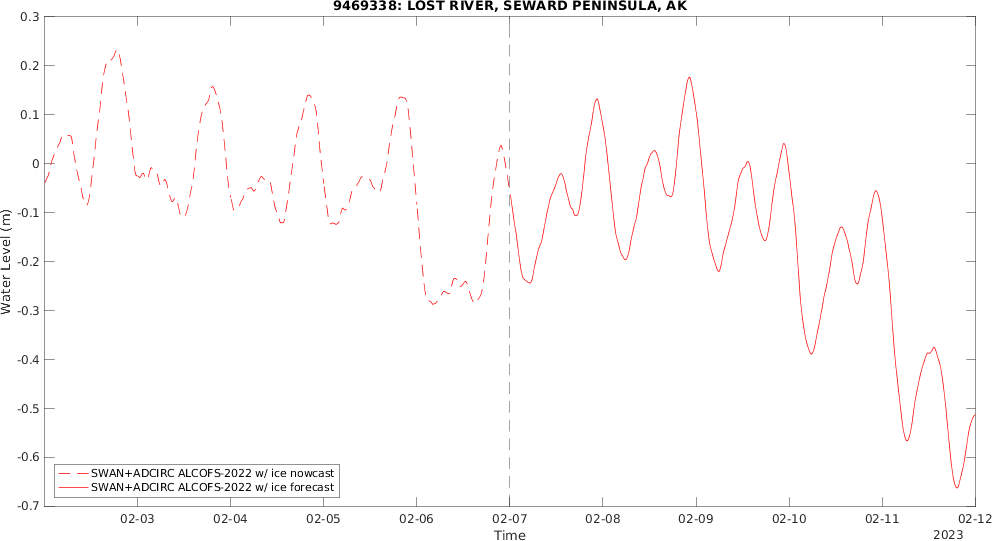 9469338: LOST RIVER, SEWARD PENINSULA, AK
0.3
0.2
0.1
0
-0.1
-0.2
-0.3
-0.4
-0.5
-0.6
-0.7
Water Level (m)
SWAN+ADCIRC ALCOFS-2022 w/ ice nowcast
SWAN+ADCIRC ALCOFS-2022 w/ ice forecast
02-03 02-04 02-05 02-06 02-07 02-08 02-09 02-10 02-11 02-12
Time
2023